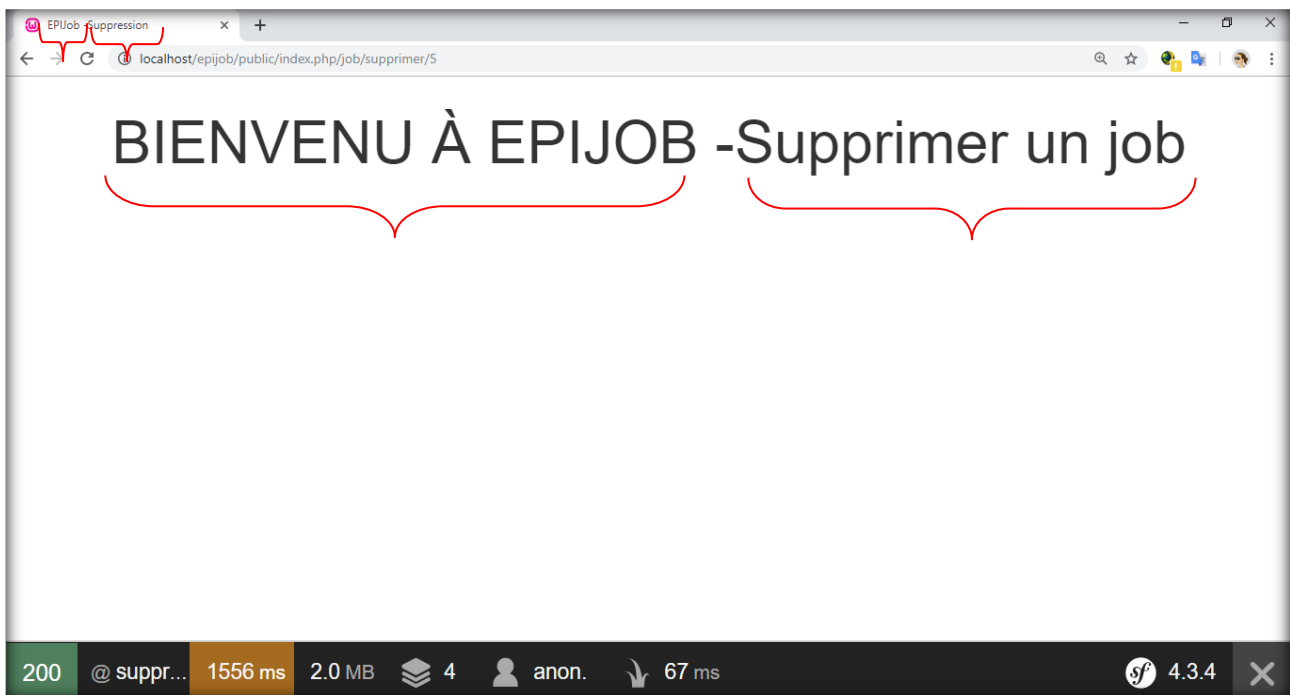 EPIJob -Suppression
localhost/epijob/public/index.php/job/supprimer/5
BIENVENU À EPIJOB -Supprimer un job
200 @ suppr... 1556 ms 2.0 MB 4 anon. 67 ms sf 4.3.4